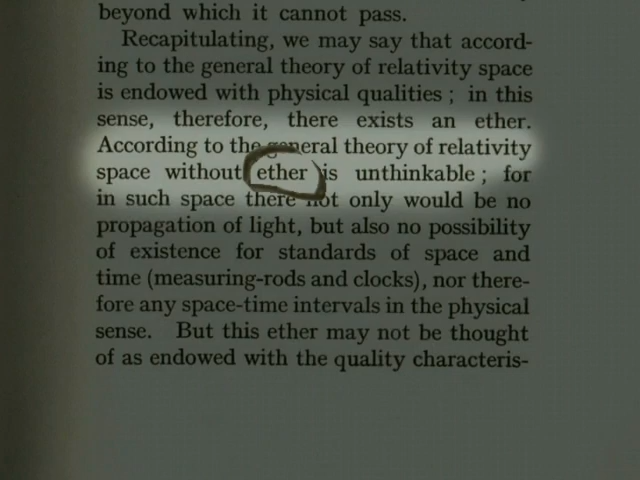 beyond which it cannot pass.
Recapitulating, we may say that accord-
ing to the general theory of relativity space
is endowed with physical qualities ; in this
sense, therefore, there exists an ether.
According to the general theory of relativity
space without ether is unthinkable ; for
in such space there not only would be no
propagation of light, but also no possibility
of existence for standards of space and
time (measuring-rods and clocks), nor there-
fore any space-time intervals in the physical
sense. But this ether may not be thought
of as endowed with the quality characteris-